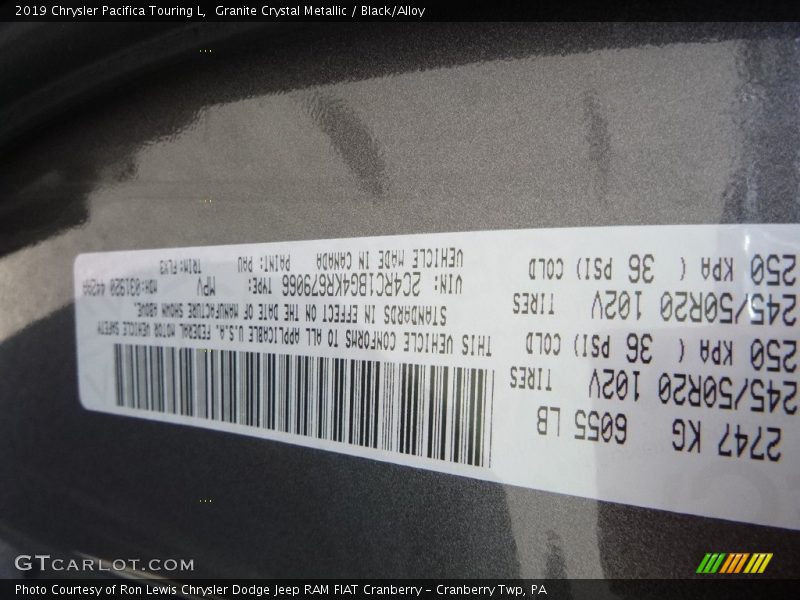 2019 Chrysler Pacifica Touring L,  Granite Crystal Metallic / Black/Alloy
2747 KG 6055 LB
245/50R20 102V TIRES
250 KPA ( 36 PSI) COLD
245/50R20 102V TIRES
250 KPA ( 36 PSI) COLD
THIS VEHICLE CONFORMS TO ALL APPLICABLE U.S.A. FEDERAL MOTOR VEHICLE SAFETY
STANDARDS IN EFFECT ON THE DATE OF MANUFACTURE SHOWN ABOVE.
VIN: 2C4RC1BG4KR679066 TYPE: MPV MDH:031920
VEHICLE MADE IN CANADA PAINT: PAU TRIM:
GTCARLOT.COM
Photo Courtesy of Ron Lewis Chrysler Dodge Jeep RAM FIAT Cranberry – Cranberry Twp, PA